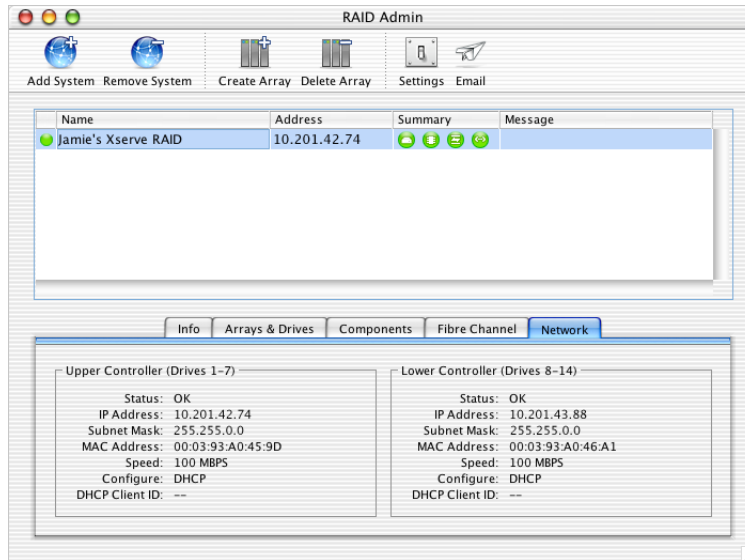 RAID Admin
Add System Remove System Create Array Delete Array Settings Email
Name Address Summary Message
Jamie's Xserve RAID 10.201.42.74
Info Arrays & Drives Components Fibre Channel Network
Upper Controller (Drives 1-7)
Status: OK
IP Address: 10.201.42.74
Subnet Mask: 255.255.0.0
MAC Address: 00:03:93:A0:45:9D
Speed: 100 MBPS
Configure: DHCP
DHCP Client ID: --
Lower Controller (Drives 8-14)
Status: OK
IP Address: 10.201.43.88
Subnet Mask: 255.255.0.0
MAC Address: 00:03:93:A0:46:A1
Speed: 100 MBPS
Configure: DHCP
DHCP Client ID: --